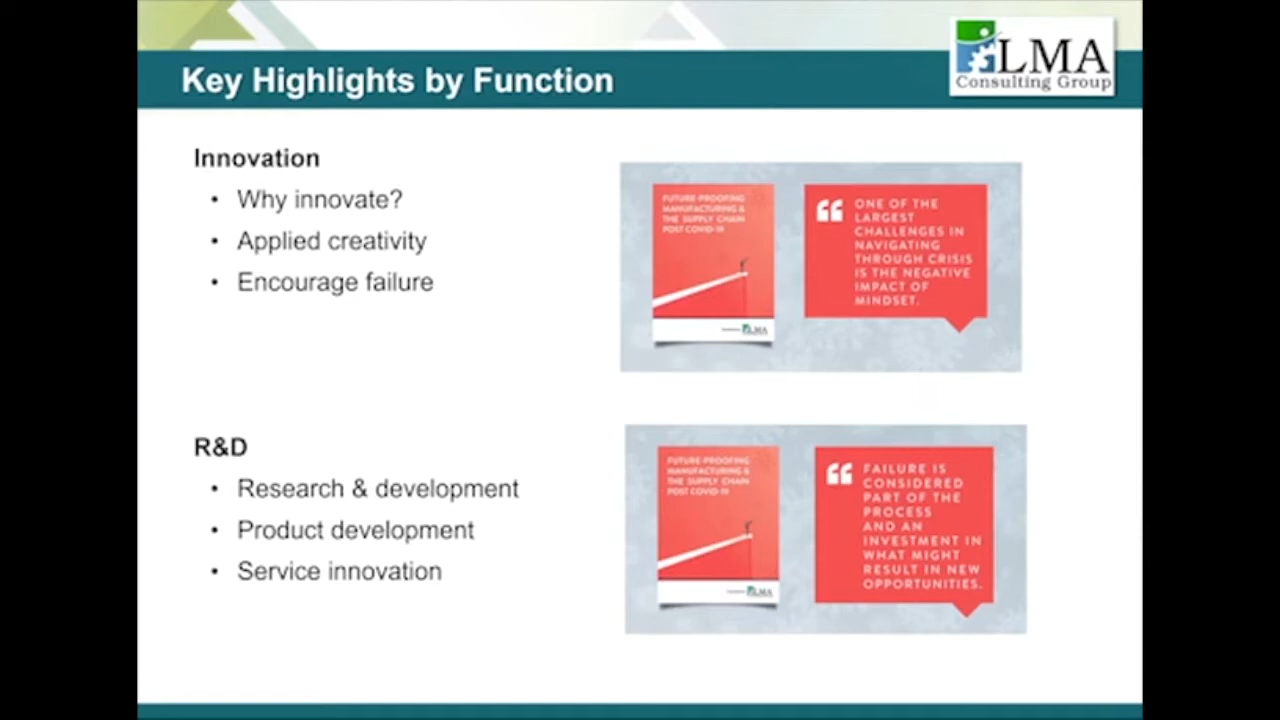 Key Highlights by Function
LMA
Consulting Group
Innovation
• Why innovate?
• Applied creativity
• Encourage failure
FUTURE-PROOFING
MANUFACTURING &
THE SUPPLY CHAIN
POST COVID-19
LMA
ONE OF THE
LARGEST
CHALLENGES IN
NAVIGATING
THROUGH CRISIS
IS THE NEGATIVE
IMPACT OF
MINDSET.
R&D
• Research & development
• Product development
• Service innovation
FUTURE-PROOFING
MANUFACTURING &
THE SUPPLY CHAIN
POST COVID-19
LMA
FAILURE IS
CONSIDERED
PART OF THE
PROCESS
AND AN
INVESTMENT IN
WHAT MIGHT
RESULT IN NEW
OPPORTUNITIES.